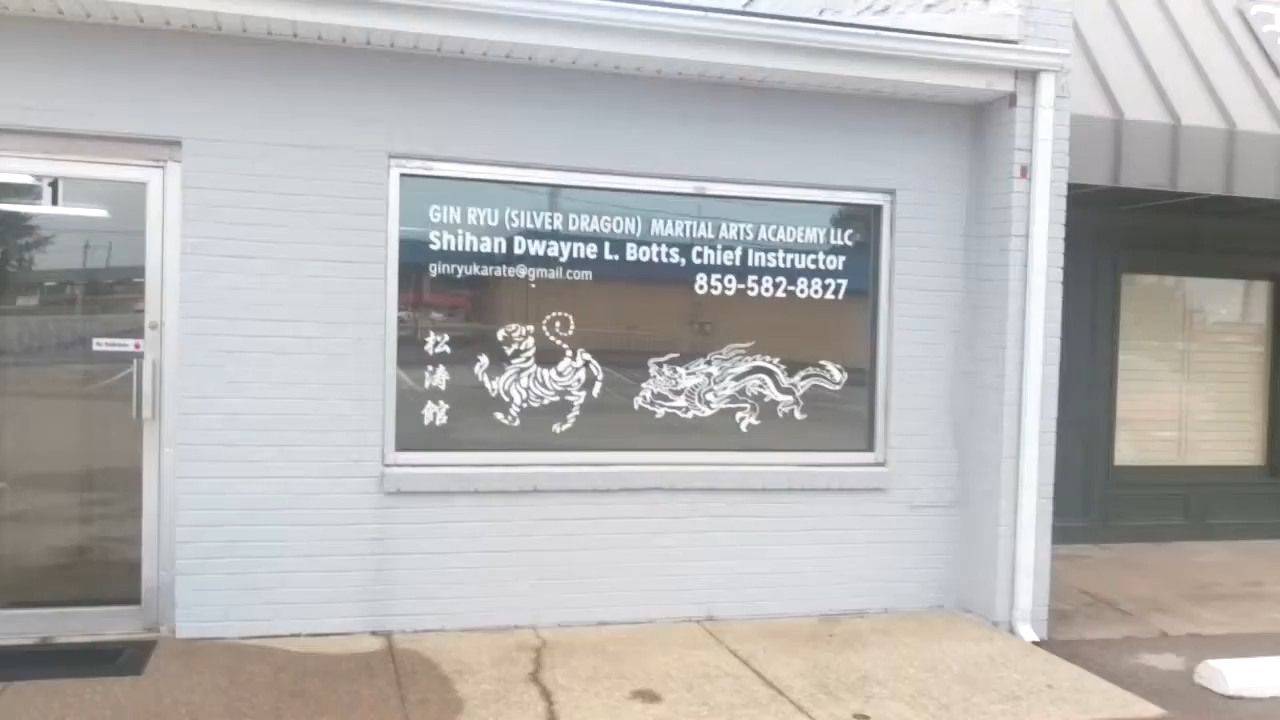 GIN RYU (SILVER DRAGON) MARTIAL ARTS ACADEMY LLC
Shihan Dwayne L. Botts, Chief Instructor
ginryukarate@gmail.com
859-582-8827
松
涛
館